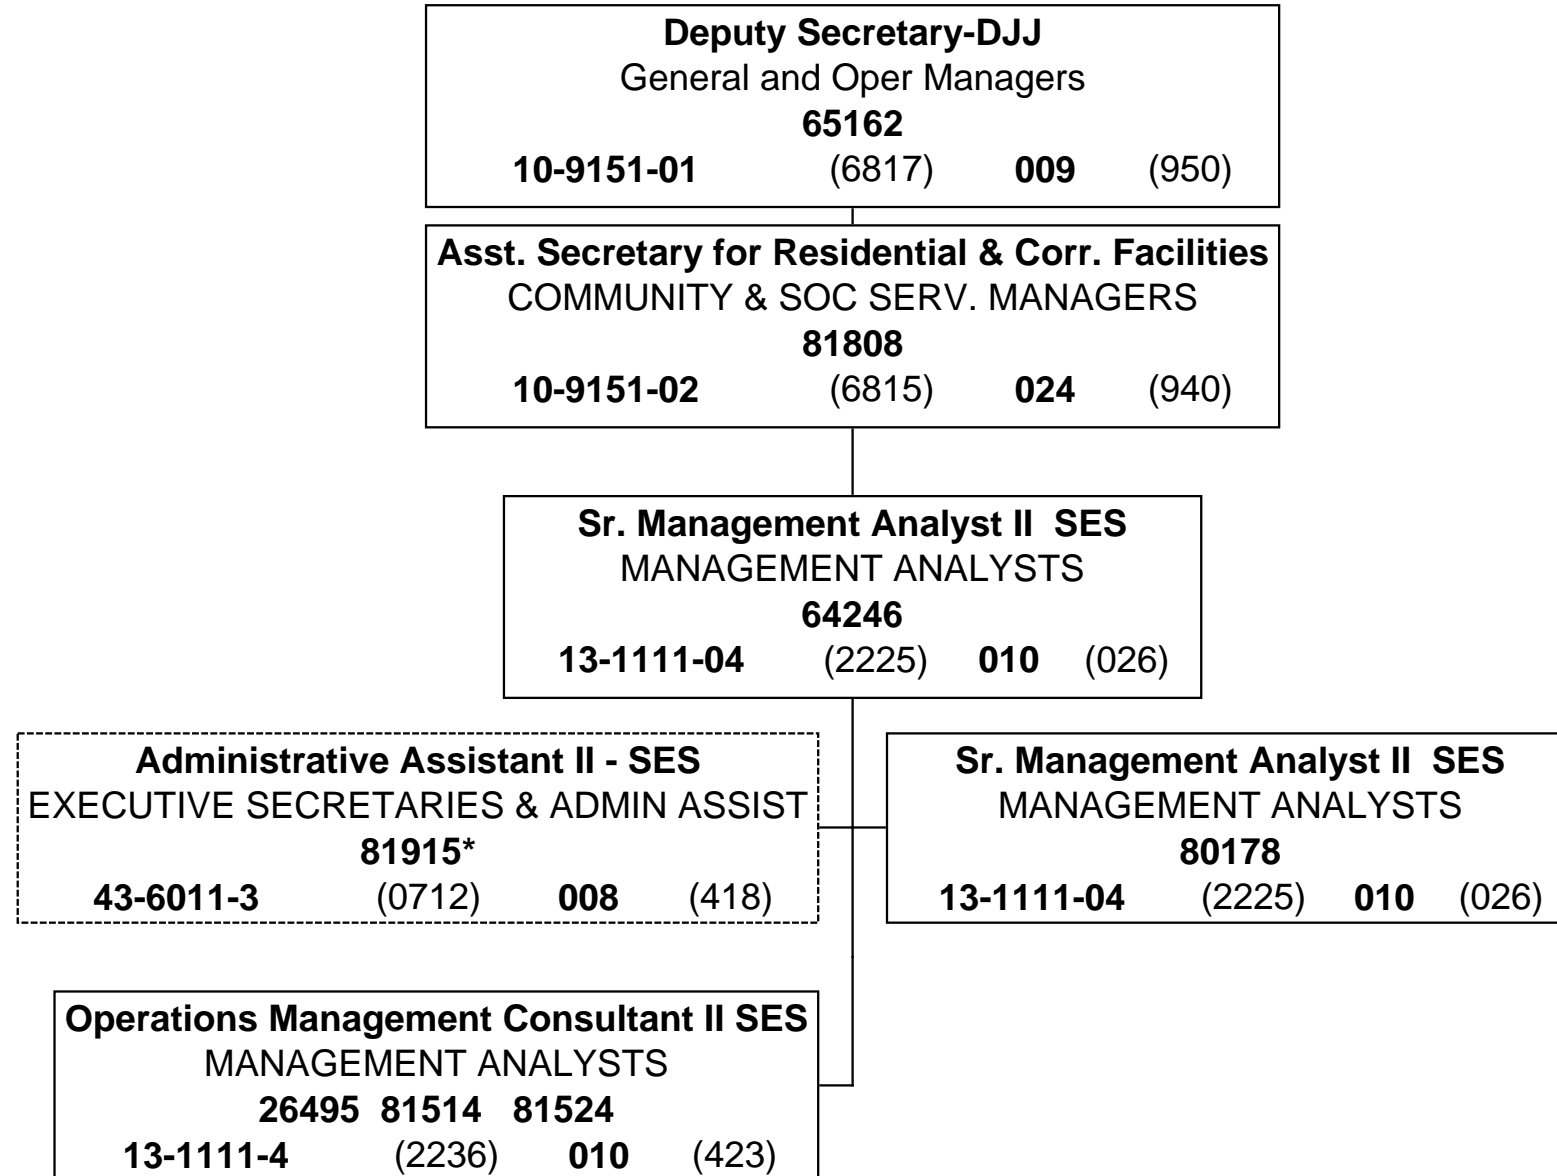 Deputy Secretary-DJJ
General and Oper Managers
65162
10-9151-01 (6817) 009 (950)
Asst. Secretary for Residential & Corr. Facilities
COMMUNITY & SOC SERV. MANAGERS
81808
10-9151-02 (6815) 024 (940)
Sr. Management Analyst II  SES
MANAGEMENT ANALYSTS
64246
13-1111-04 (2225) 010 (026)
Administrative Assistant II - SES
EXECUTIVE SECRETARIES & ADMIN ASSIST
81915*
43-6011-3 (0712) 008 (418)
Sr. Management Analyst II  SES
MANAGEMENT ANALYSTS
80178
13-1111-04 (2225) 010 (026)
Operations Management Consultant II SES
MANAGEMENT ANALYSTS
26495 81514 81524
13-1111-4 (2236) 010 (423)